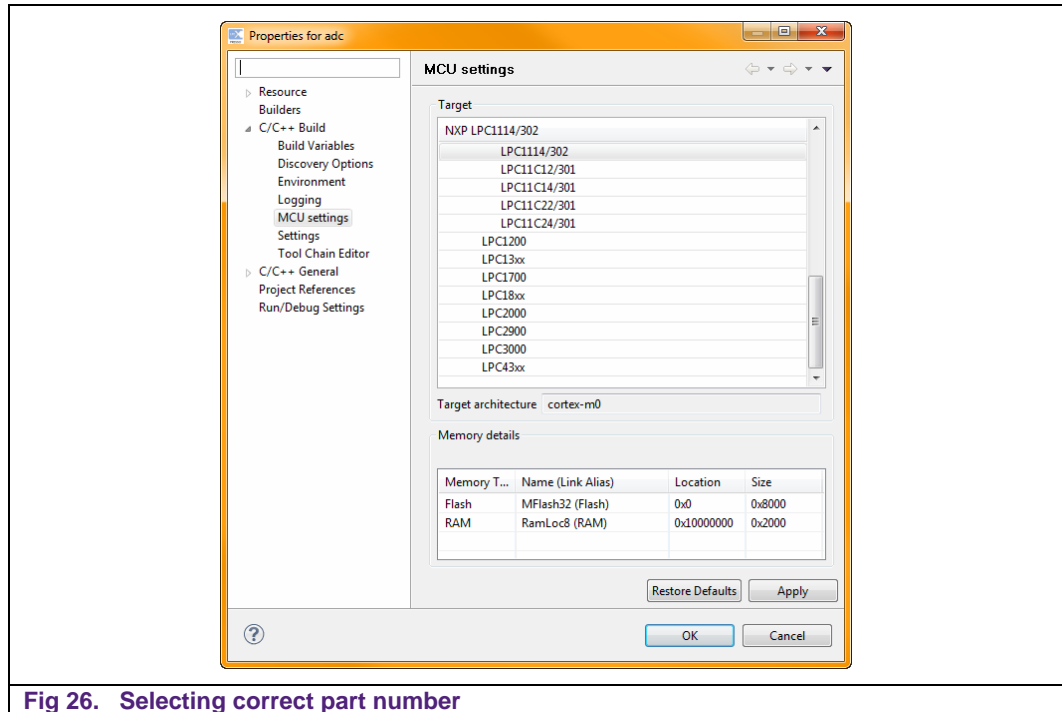 Properties for adc
MCU settings
Resource
Builders
C/C++ Build
Build Variables
Discovery Options
Environment
Logging
MCU settings
Settings
Tool Chain Editor
C/C++ General
Project References
Run/Debug Settings
Target
NXP LPC1114/302
LPC1114/302
LPC11C12/301
LPC11C14/301
LPC11C22/301
LPC11C24/301
LPC1200
LPC13xx
LPC1700
LPC18xx
LPC2000
LPC2900
LPC3000
LPC43xx
Target architecture cortex-m0
Memory details
Memory T... Name (Link Alias) Location Size
Flash MFlash32 (Flash) 0x0 0x8000
RAM RamLoc8 (RAM) 0x10000000 0x2000
Restore Defaults Apply
? OK Cancel
Fig 26. Selecting correct part number